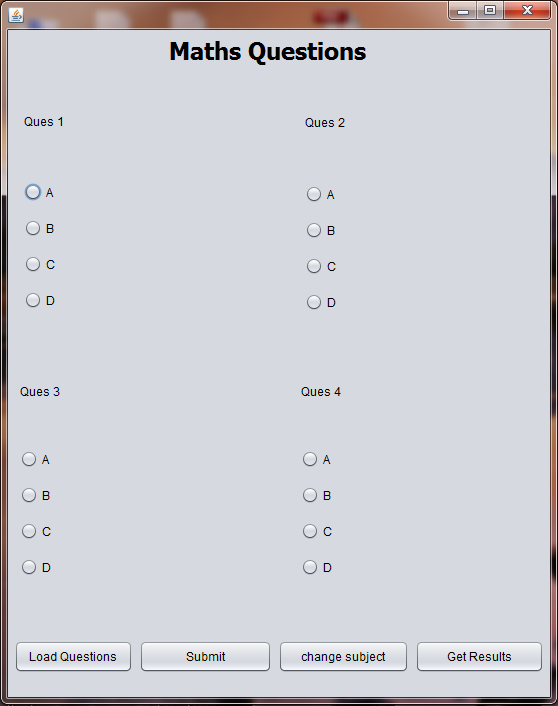 Maths Questions
Ques 1
A
B
C
D
Ques 2
A
B
C
D
Ques 3
A
B
C
D
Ques 4
A
B
C
D
Load Questions
Submit
change subject
Get Results